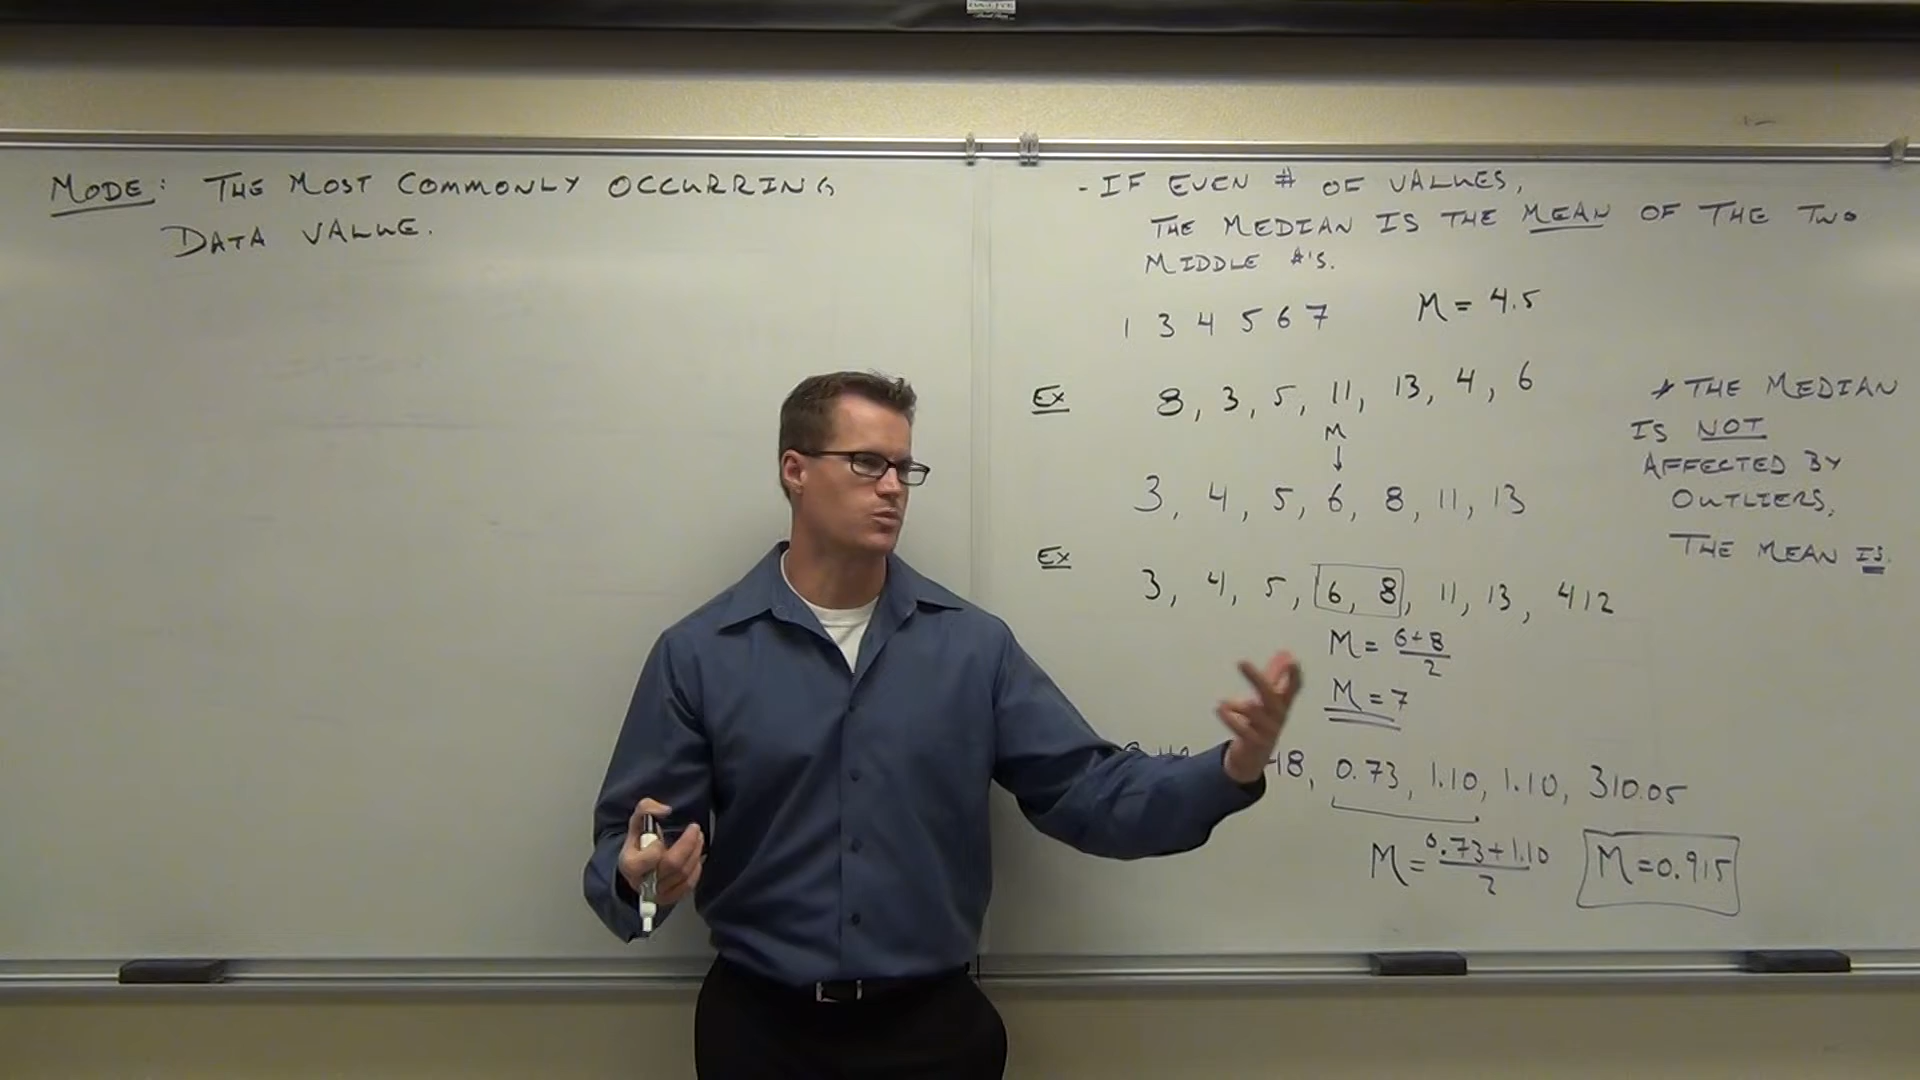 MODE: THE MOST COMMONLY OCCURRING
DATA VALUE.
- IF EVEN # OF VALUES,
THE MEDIAN IS THE MEAN OF THE TWO
MIDDLE #'S.
1 3 4 5 6 7 M = 4.5
Ex 8, 3, 5, 11, 13, 4, 6
M
↓
3, 4, 5, 6, 8, 11, 13
* THE MEDIAN
IS NOT
AFFECTED BY
OUTLIERS,
THE MEAN IS.
Ex 3, 4, 5, 6, 8, 11, 13, 412
M = 6+8/2
M = 7
48, 0.73, 1.10, 1.10, 310.05
M = 0.73+1.10/2 M=0.915